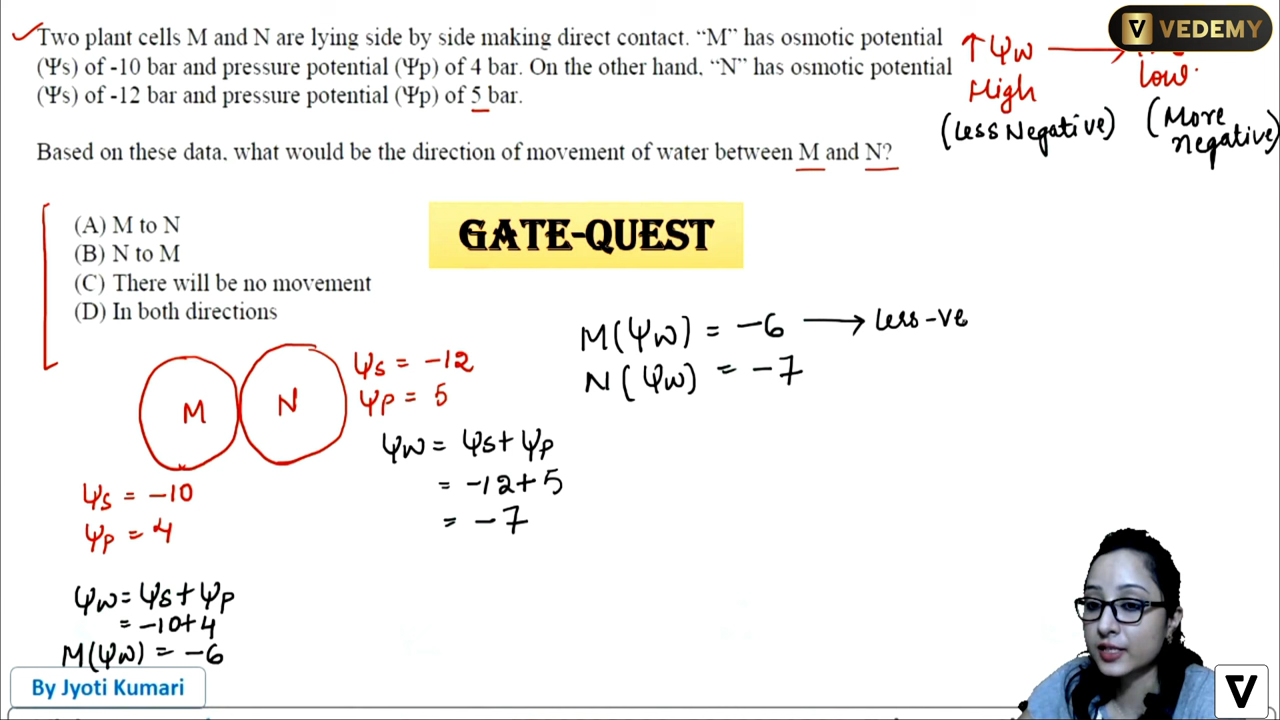 VEDEMY
Two plant cells M and N are lying side by side making direct contact. “M” has osmotic potential
(Ψs) of -10 bar and pressure potential (Ψp) of 4 bar. On the other hand, “N” has osmotic potential
(Ψs) of -12 bar and pressure potential (Ψp) of 5 bar.
Based on these data, what would be the direction of movement of water between M and N?
↑ Ψw →
High low.
(Less Negative) (More negative)
(A) M to N
(B) N to M
(C) There will be no movement
(D) In both directions
GATE-QUEST
M(Ψw) = -6 → less -ve
N(Ψw) = -7
M N
Ψs = -12
Ψp = 5
Ψw = Ψs + Ψp
= -12 + 5
= -7
Ψs = -10
Ψp = 4
Ψw = Ψs + Ψp
= -10 + 4
M(Ψw) = -6
By Jyoti Kumari